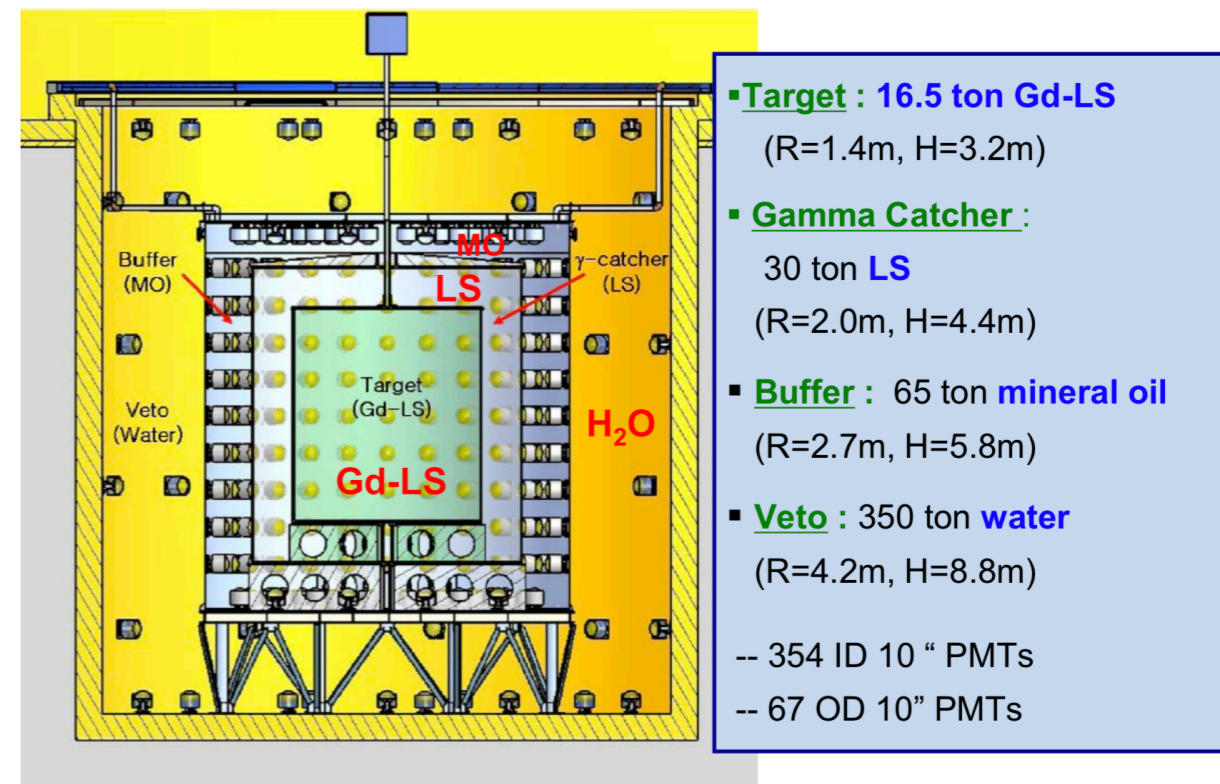 Buffer
(MO)
MO
γ-catcher
(LS)
LS
Target
(Gd-LS)
Veto
(Water)
H₂O
Gd-LS
▪Target : 16.5 ton Gd-LS
(R=1.4m, H=3.2m)
▪ Gamma Catcher :
30 ton LS
(R=2.0m, H=4.4m)
▪ Buffer : 65 ton mineral oil
(R=2.7m, H=5.8m)
▪ Veto : 350 ton water
(R=4.2m, H=8.8m)
-- 354 ID 10 “ PMTs
-- 67 OD 10” PMTs